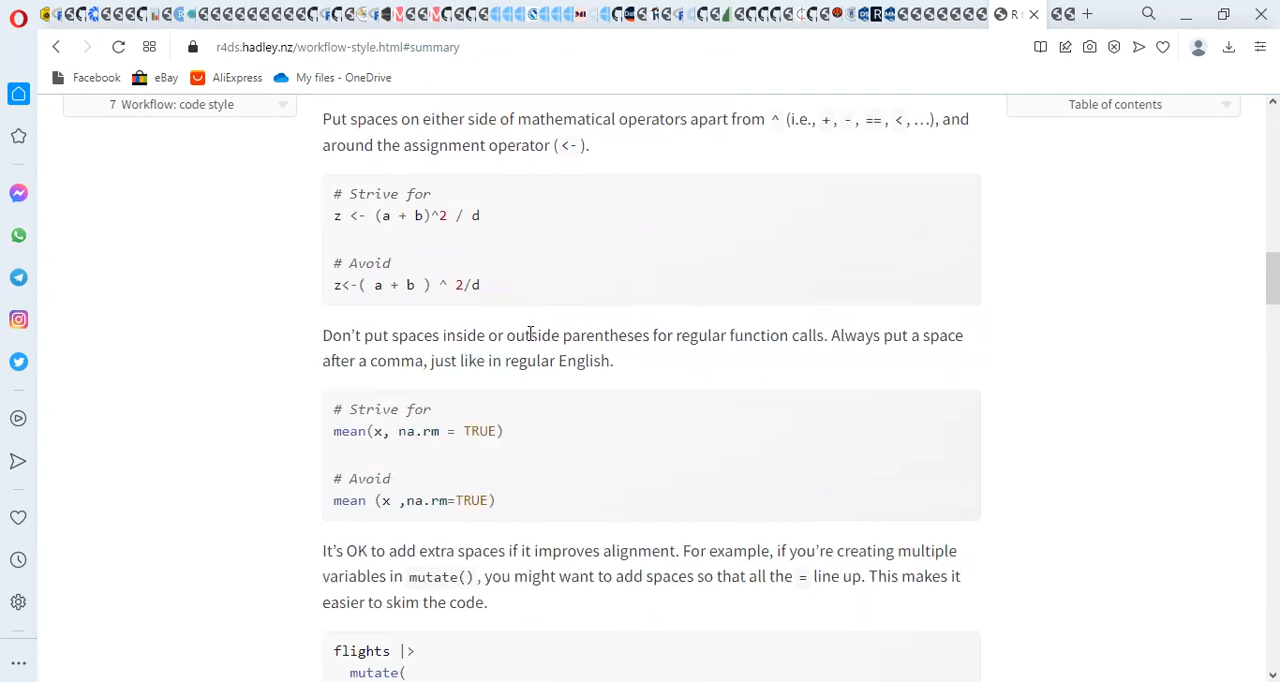 R
r4ds.hadley.nz/workflow-style.html#summary
Facebook eBay AliExpress My files - OneDrive
7 Workflow: code style
Table of contents
Put spaces on either side of mathematical operators apart from ^ (i.e., +, -, ==, <, …), and
around the assignment operator (<-).
# Strive for
z <- (a + b)^2 / d
# Avoid
z<-( a + b ) ^ 2/d
Don’t put spaces inside or outside parentheses for regular function calls. Always put a space
after a comma, just like in regular English.
# Strive for
mean(x, na.rm = TRUE)
# Avoid
mean (x ,na.rm=TRUE)
It’s OK to add extra spaces if it improves alignment. For example, if you’re creating multiple
variables in mutate(), you might want to add spaces so that all the = line up. This makes it
easier to skim the code.
flights |>
mutate(